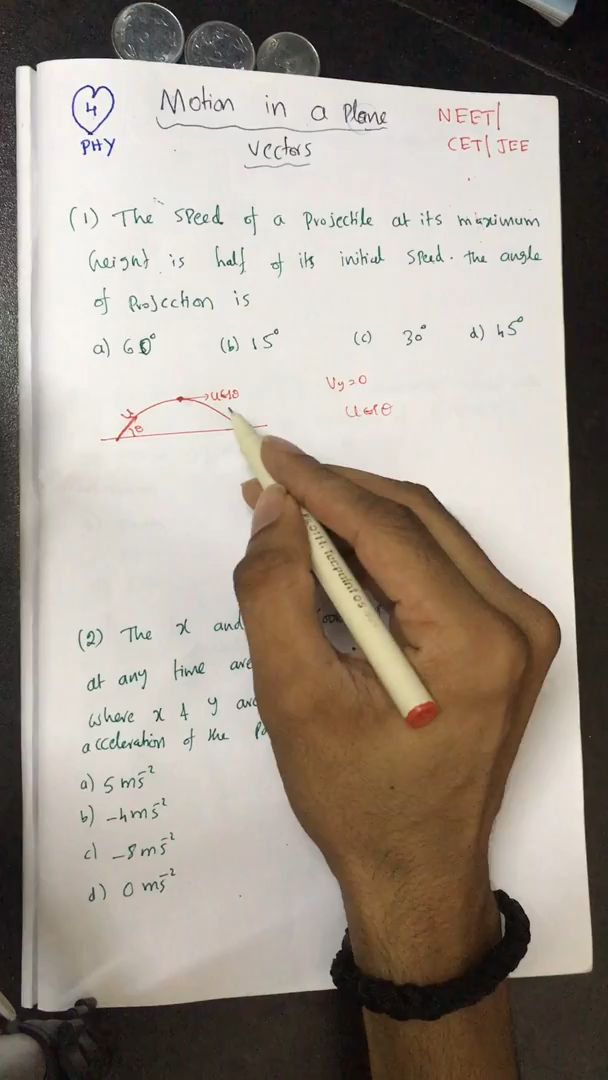 4
PHY
Motion in a Plane
Vectors
NEET/
CET/ JEE
(1) The Speed of a Projectile at its maximum
height is half of its initial Speed. the angle
of Projection is
a) 60°
(b) 15°
(c) 30°
d) 45°
u
θ
ucosθ
Vy=0
ucosθ
(2) The x and
at any time are
where x & y are
acceleration of the
a) 5 ms⁻²
b) -4 ms⁻²
c) -8 ms⁻²
d) 0 ms⁻²